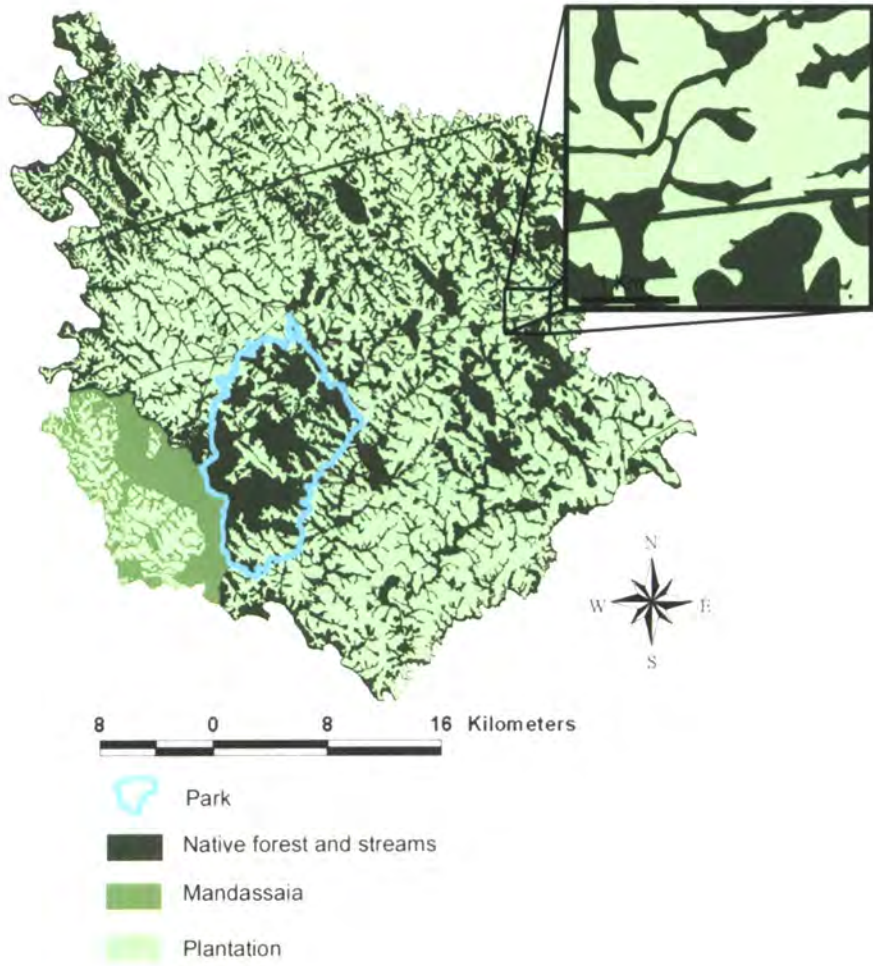 N
W E
S
8 0 8 16 Kilometers
Park
Native forest and streams
Mandassaia
Plantation